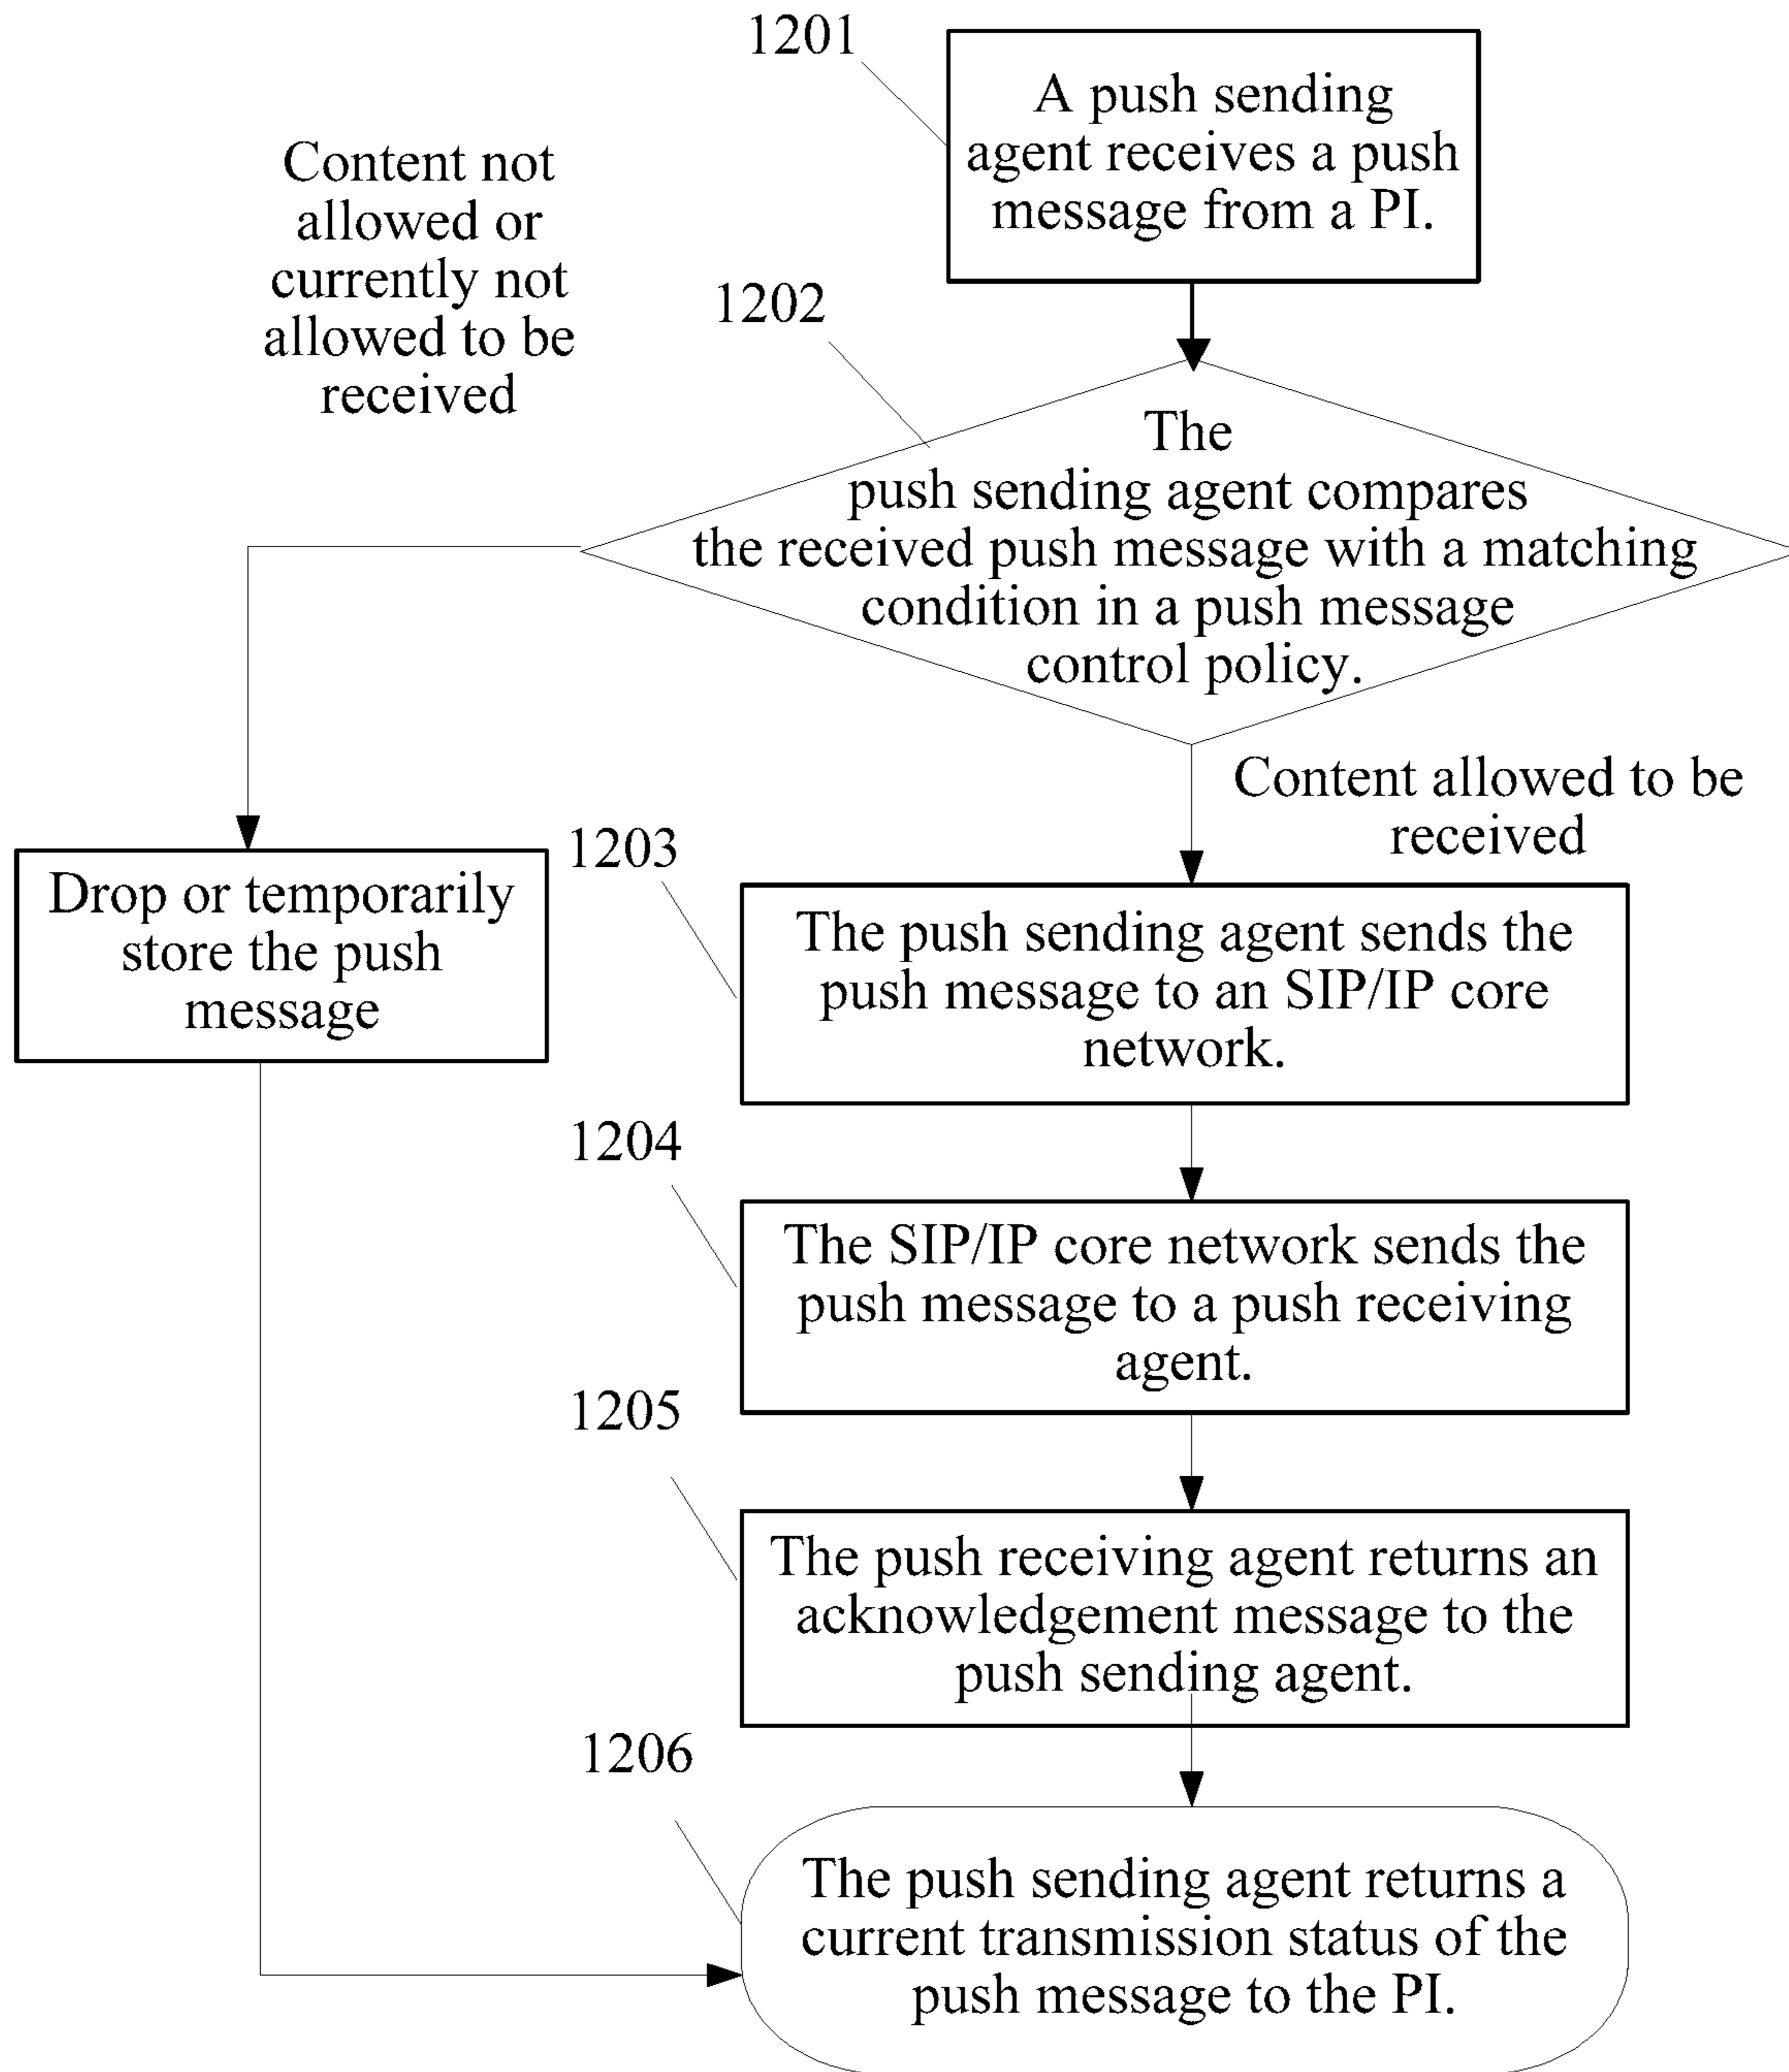 1201
A push sending
agent receives a push
message from a PI.
Content not
allowed or
currently not
allowed to be
received
1202
The
push sending agent compares
the received push message with a matching
condition in a push message
control policy.
Content allowed to be
received
Drop or temporarily
store the push
message
1203
The push sending agent sends the
push message to an SIP/IP core
network.
1204
The SIP/IP core network sends the
push message to a push receiving
agent.
1205
The push receiving agent returns an
acknowledgement message to the
push sending agent.
1206
The push sending agent returns a
current transmission status of the
push message to the PI.